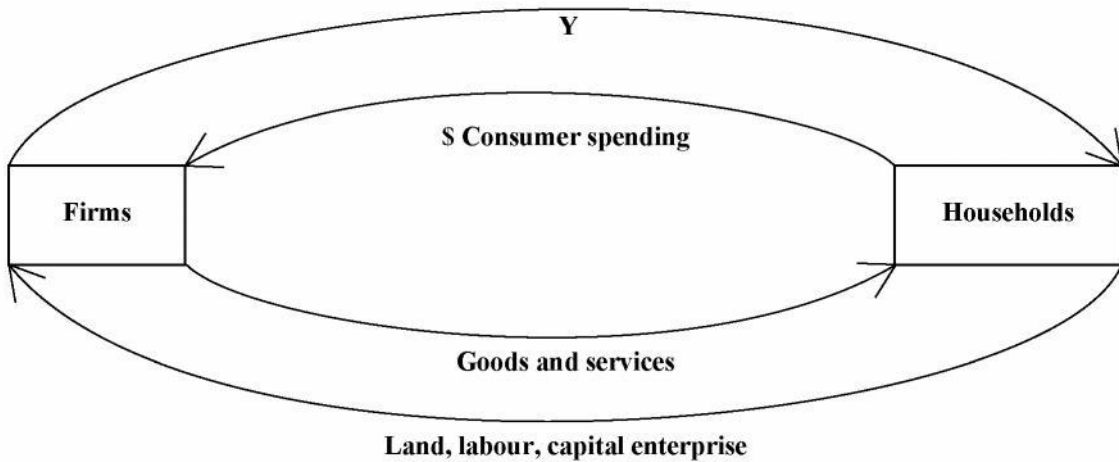 Y
$ Consumer spending
Firms
Households
Goods and services
Land, labour, capital enterprise